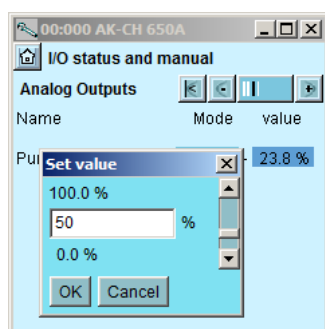 00:000 AK-CH 650A
I/O status and manual
Analog Outputs
Name Mode value
Set value 23.8 %
100.0 %
50 %
0.0 %
OK Cancel